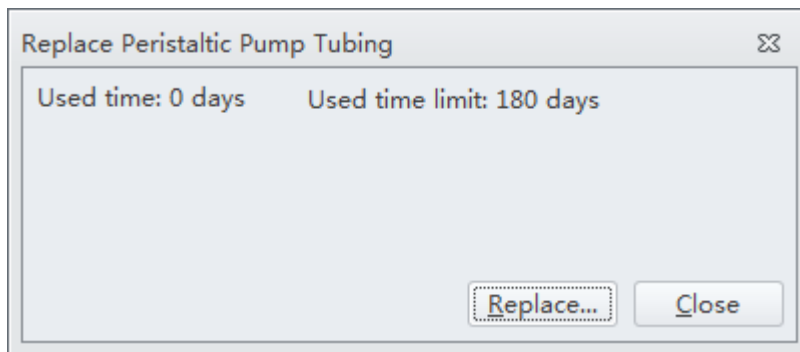 Replace Peristaltic Pump Tubing
Used time: 0 days Used time limit: 180 days
Replace... Close